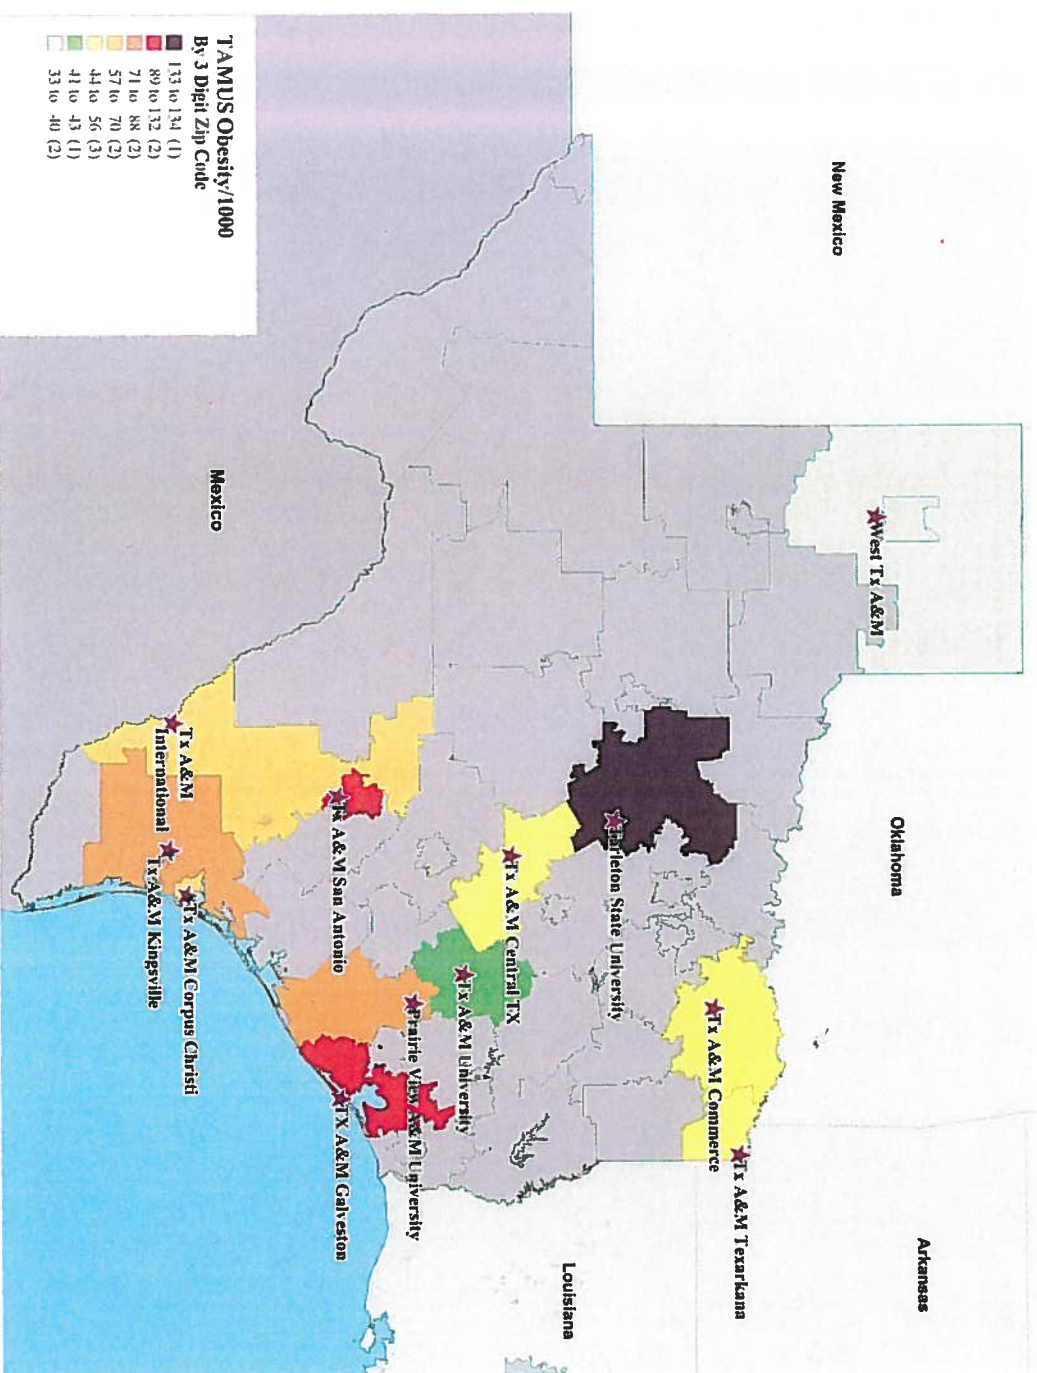 New Mexico
Oklahoma
Arkansas
Louisiana
Mexico
West Tx A&M
Tx A&M Texarkana
Tx A&M Commerce
Tarleton State University
Tx A&M Central TX
Tx A&M University
Prairie View A&M University
TX A&M Galveston
Tx A&M San Antonio
Tx A&M Corpus Christi
Tx A&M
International
Tx A&M Kingsville
TAMUS Obesity/1000
By 3 Digit Zip Code
133 to 134 (1)
89 to 132 (2)
71 to 88 (2)
57 to 70 (2)
44 to 56 (3)
41 to 43 (1)
33 to 40 (2)